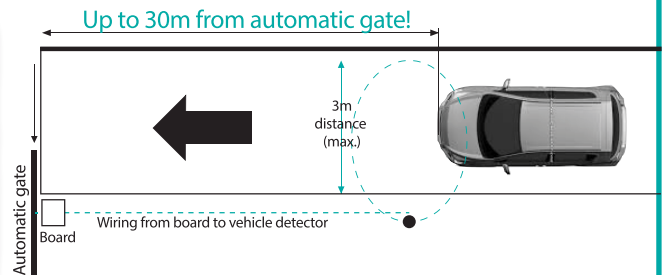 Up to 30m from automatic gate!
3m
distance
(max.)
Automatic gate
Wiring from board to vehicle detector
Board